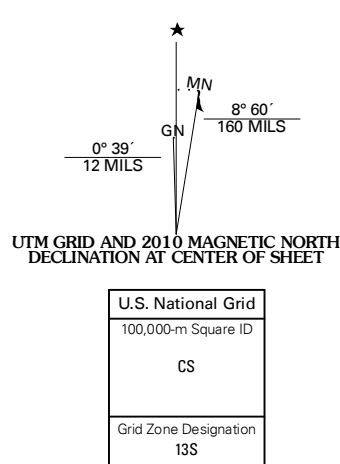 MN
8° 60´
160 MILS
GN
0° 39´
12 MILS
UTM GRID AND 2010 MAGNETIC NORTH
DECLINATION AT CENTER OF SHEET
U.S. National Grid
100,000-m Square ID
CS
Grid Zone Designation
13S